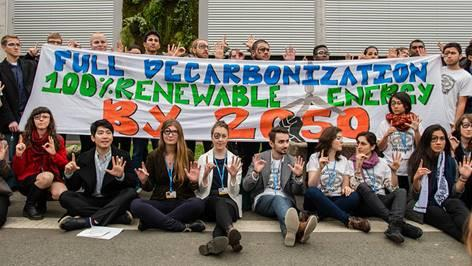 FULL DECARBONIZATION
100% RENEWABLE ENERGY
BY 2050